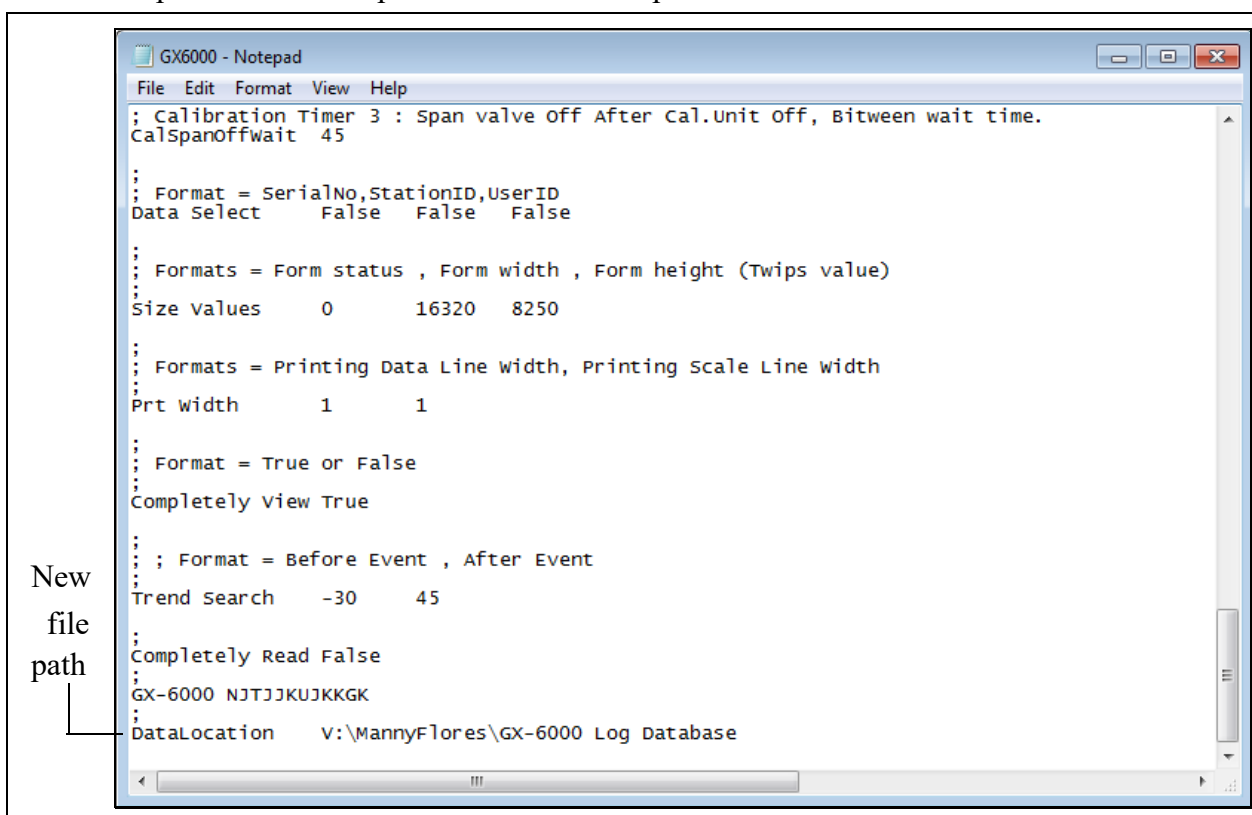 GX6000 - Notepad
File Edit Format View Help
; Calibration Timer 3 : Span valve Off After Cal.Unit Off, Bitween wait time.
CalSpanOffWait 45
;
; Format = SerialNo,StationID,UserID
Data Select False False False
;
; Formats = Form status , Form width , Form height (Twips value)
;
Size Values 0 16320 8250
;
; Formats = Printing Data Line Width, Printing Scale Line Width
;
Prt Width 1 1
;
; Format = True or False
;
Completely View True
;
; ; Format = Before Event , After Event
;
Trend Search -30 45
;
Completely Read False
;
GX-6000 NJTJJKUJKKGK
;
DataLocation V:\MannyFlores\GX-6000 Log Database
New
file
path